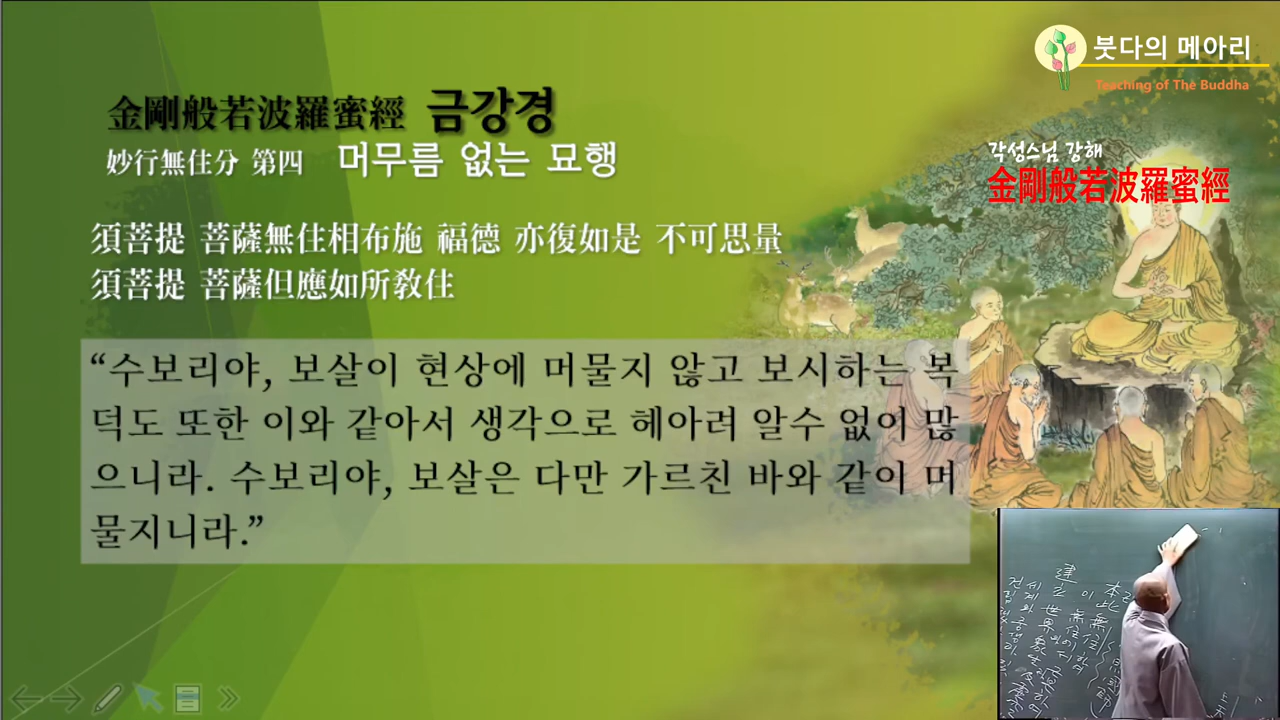 붓다의 메아리
Teaching of The Buddha
金剛般若波羅蜜經 금강경
妙行無住分 第四 머무름 없는 묘행
각성스님 강해
金剛般若波羅蜜經
須菩提 菩薩無住相布施 福德 亦復如是 不可思量
須菩提 菩薩但應如所敎住
“수보리야, 보살이 현상에 머물지 않고 보시하는 복
덕도 또한 이와 같아서 생각으로 헤아려 알수 없이 많
으니라. 수보리야, 보살은 다만 가르친 바와 같이 머
물지니라.”